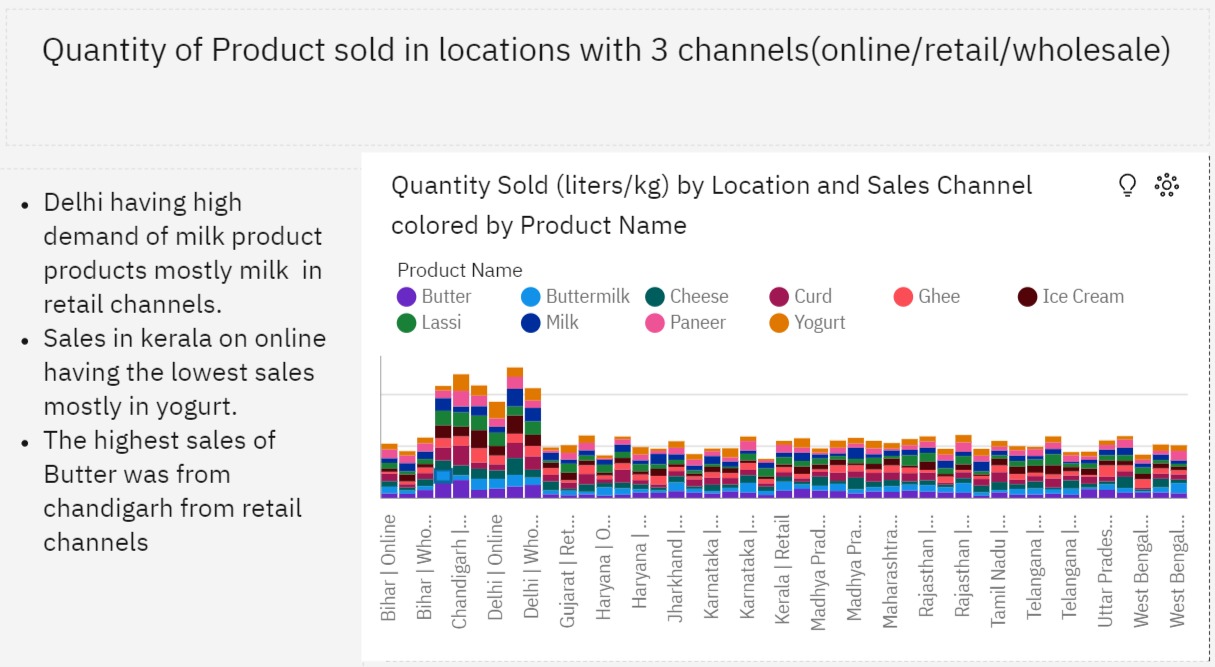 Quantity of Product sold in locations with 3 channels(online/retail/wholesale)
• Delhi having high
demand of milk product
products mostly milk  in
retail channels.
• Sales in kerala on online
having the lowest sales
mostly in yogurt.
• The highest sales of
Butter was from
chandigarh from retail
channels
Quantity Sold (liters/kg) by Location and Sales Channel
colored by Product Name
Product Name
Butter Buttermilk Cheese Curd Ghee Ice Cream
Lassi Milk Paneer Yogurt
Bihar | Online
Bihar | Who...
Chandigarh |...
Delhi | Online
Delhi | Who...
Gujarat | Ret...
Haryana | O...
Haryana | ...
Jharkhand |...
Karnataka |...
Karnataka |...
Kerala | Retail
Madhya Prad...
Madhya Pra...
Maharashtra...
Rajasthan |...
Rajasthan |...
Tamil Nadu |...
Telangana |...
Telangana |...
Uttar Prades...
West Bengal...
West Bengal...